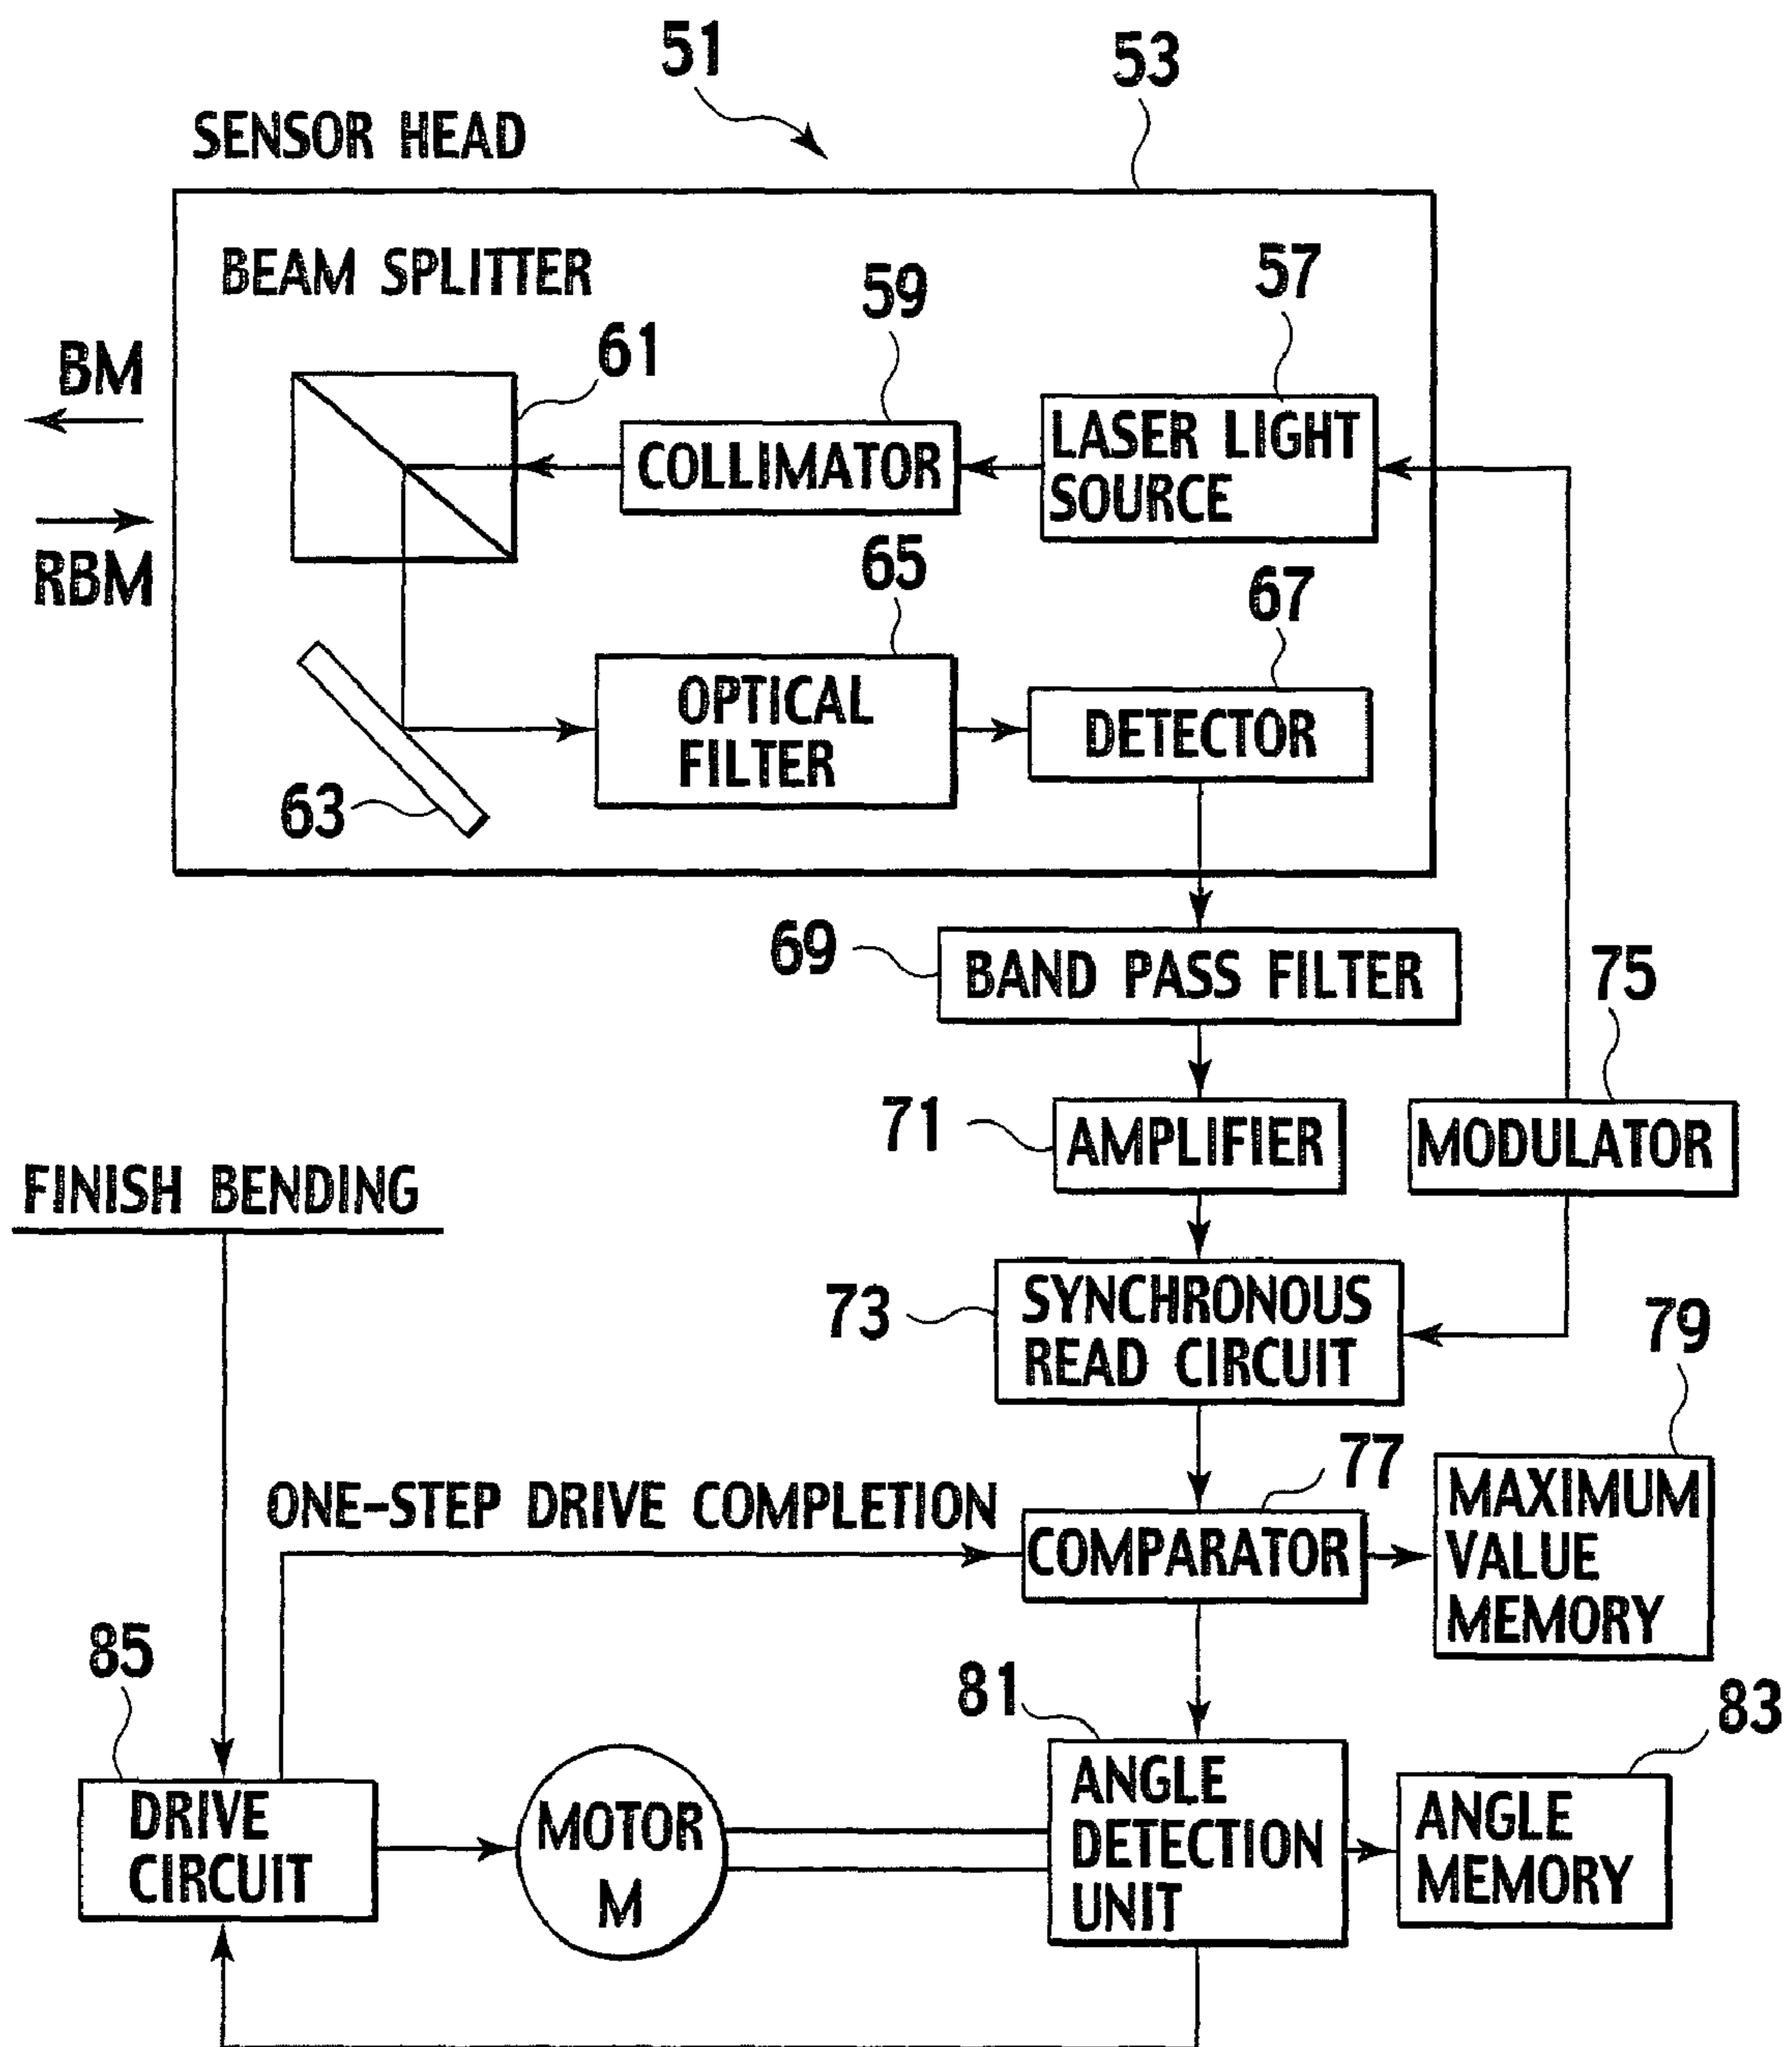 51
53
SENSOR HEAD
BEAM SPLITTER
57
59
61
BM
LASER LIGHT
SOURCE
COLLIMATOR
RBM
65
67
OPTICAL
FILTER
DETECTOR
63
69
BAND PASS FILTER
75
71
AMPLIFIER
MODULATOR
FINISH BENDING
73
SYNCHRONOUS
READ CIRCUIT
79
77
ONE-STEP DRIVE COMPLETION
COMPARATOR
MAXIMUM
VALUE
MEMORY
85
81
83
DRIVE
CIRCUIT
MOTOR
M
ANGLE
DETECTION
UNIT
ANGLE
MEMORY